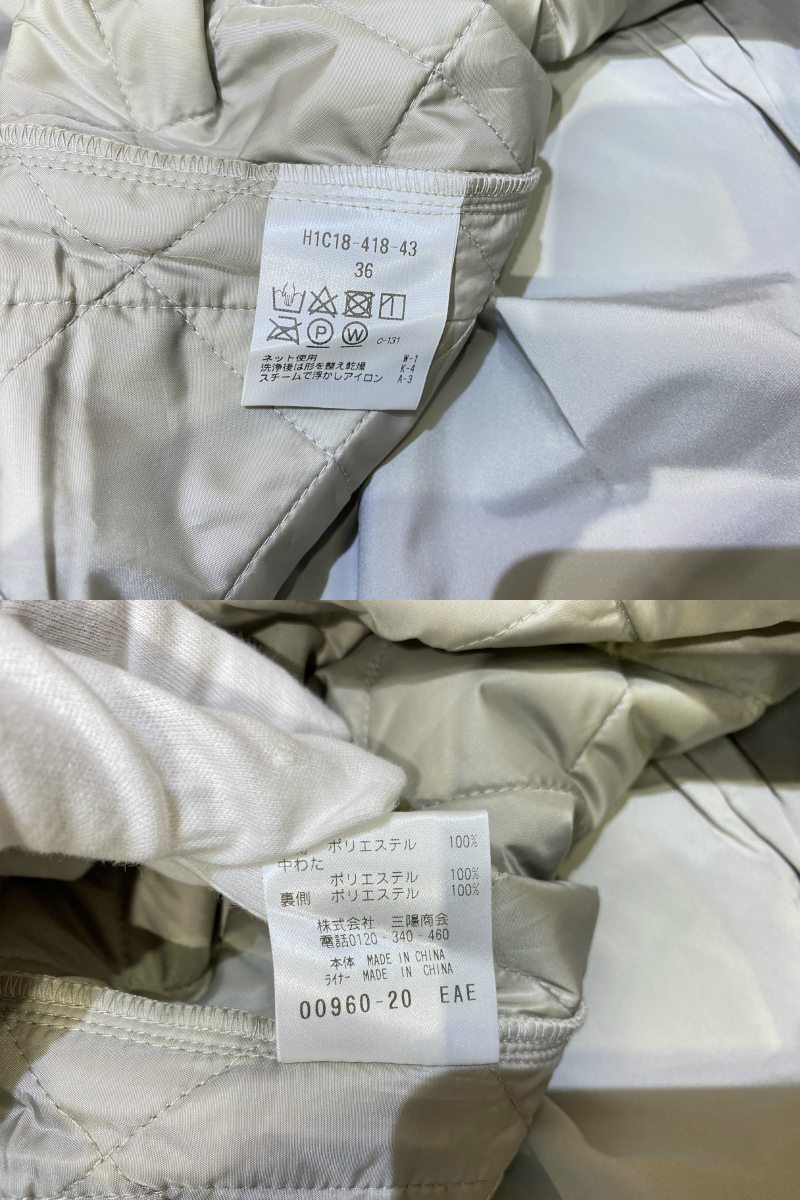 H1C18-418-43
36
P W C-131
ネット使用 W-1
洗浄後は形を整え乾燥 K-4
スチームで浮かしアイロン A-3
ポリエステル 100%
中わた
ポリエステル 100%
裏側 ポリエステル 100%
株式会社 三陽商会
電話0120-340-460
本体 MADE IN CHINA
ライナー MADE IN CHINA
00960-20 EAE